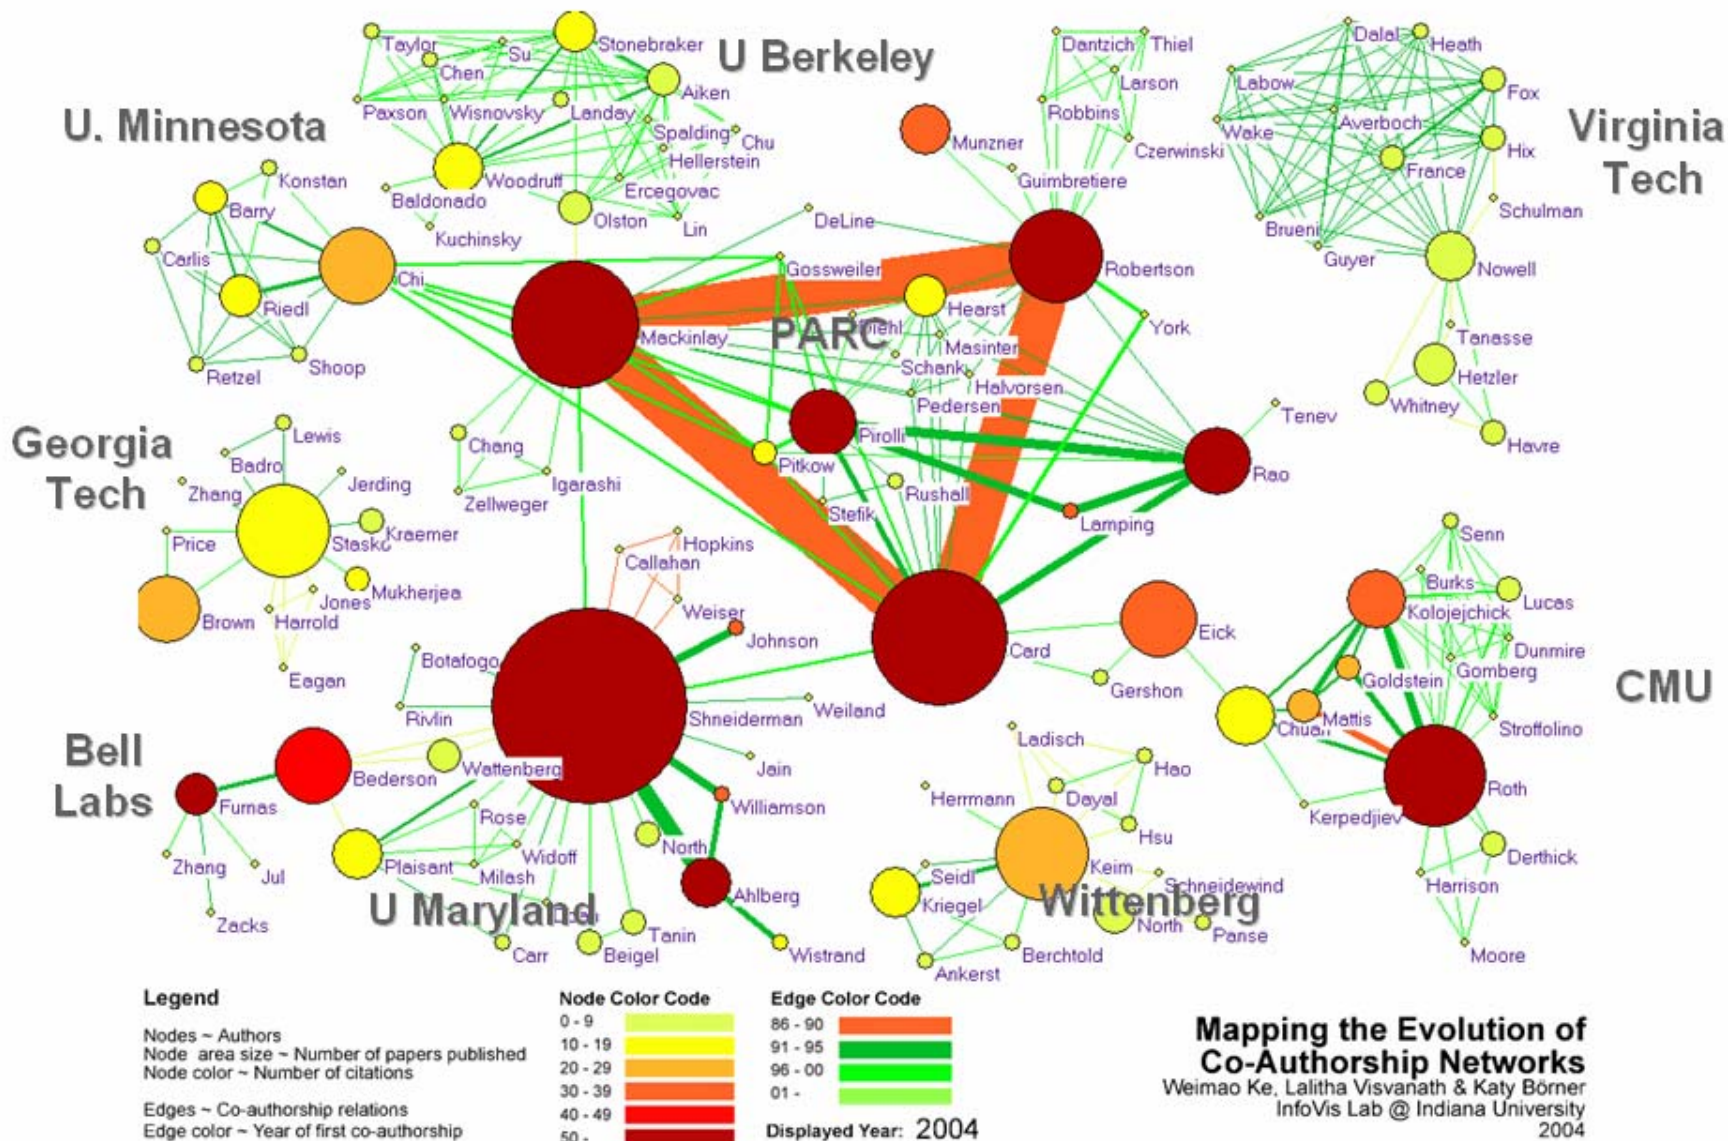 Taylor
Su
Stonebraker
U Berkeley
Dantzich
Thiel
Dalal
Heath
Chen
Aiken
Larson
Labow
Fox
Paxson
Wisnovsky
Landay
Robbins
Averboch
Virginia
Tech
U. Minnesota
Spalding
Chu
Munzner
Czerwinski
Wake
Hix
Hellerstein
France
Konstan
Woodruff
Ercegovac
Guimbretiere
Schulman
Barry
Baldonado
Olston
Lin
DeLine
Brueni
Kuchinsky
Guyer
Carlis
Chi
Gossweiler
Robertson
Nowell
Riedl
Mackinlay
PARC
Hearst
York
Masinter
Tanasse
Retzel
Shoop
Schank
Halvorsen
Hetzler
Pedersen
Whitney
Georgia
Tech
Lewis
Chang
Pirolli
Tenev
Havre
Badro
Pitkow
Rao
Zhang
Jerding
Igarashi
Zellweger
Rushall
Stefik
Lamping
Price
Stasko
Kraemer
Hopkins
Callahan
Senn
Burks
Mukherjea
Jones
Weiser
Kolojejchick
Lucas
Brown
Harrold
Johnson
Card
Eick
Dunmire
Botafogo
Gomberg
Eagan
Goldstein
CMU
Gershon
Rivlin
Shneiderman
Weiland
Mattis
Chuah
Stroffolino
Bell
Labs
Ladisch
Bederson
Wattenberg
Jain
Hao
Roth
Furnas
Williamson
Herrmann
Dayal
Rose
Kerpedjiev
Hsu
Zhang
Jul
Plaisant
Widoff
North
Milash
Keim
Derthick
Seidl
Ahlberg
Schneidewind
Harrison
Zacks
U Maryland
Kriegel
Wittenberg
North
Panse
Tanin
Carr
Beigel
Wistrand
Berchtold
Ankerst
Moore
Legend
Nodes ~ Authors
Node area size ~ Number of papers published
Node color ~ Number of citations
Edges ~ Co-authorship relations
Edge color ~ Year of first co-authorship
Node Color Code
0 - 9
10 - 19
20 - 29
30 - 39
40 - 49
50 -
Edge Color Code
86 - 90
91 - 95
96 - 00
01 -
Displayed Year: 2004
Mapping the Evolution of
Co-Authorship Networks
Weimao Ke, Lalitha Visvanath & Katy Börner
InfoVis Lab @ Indiana University
2004